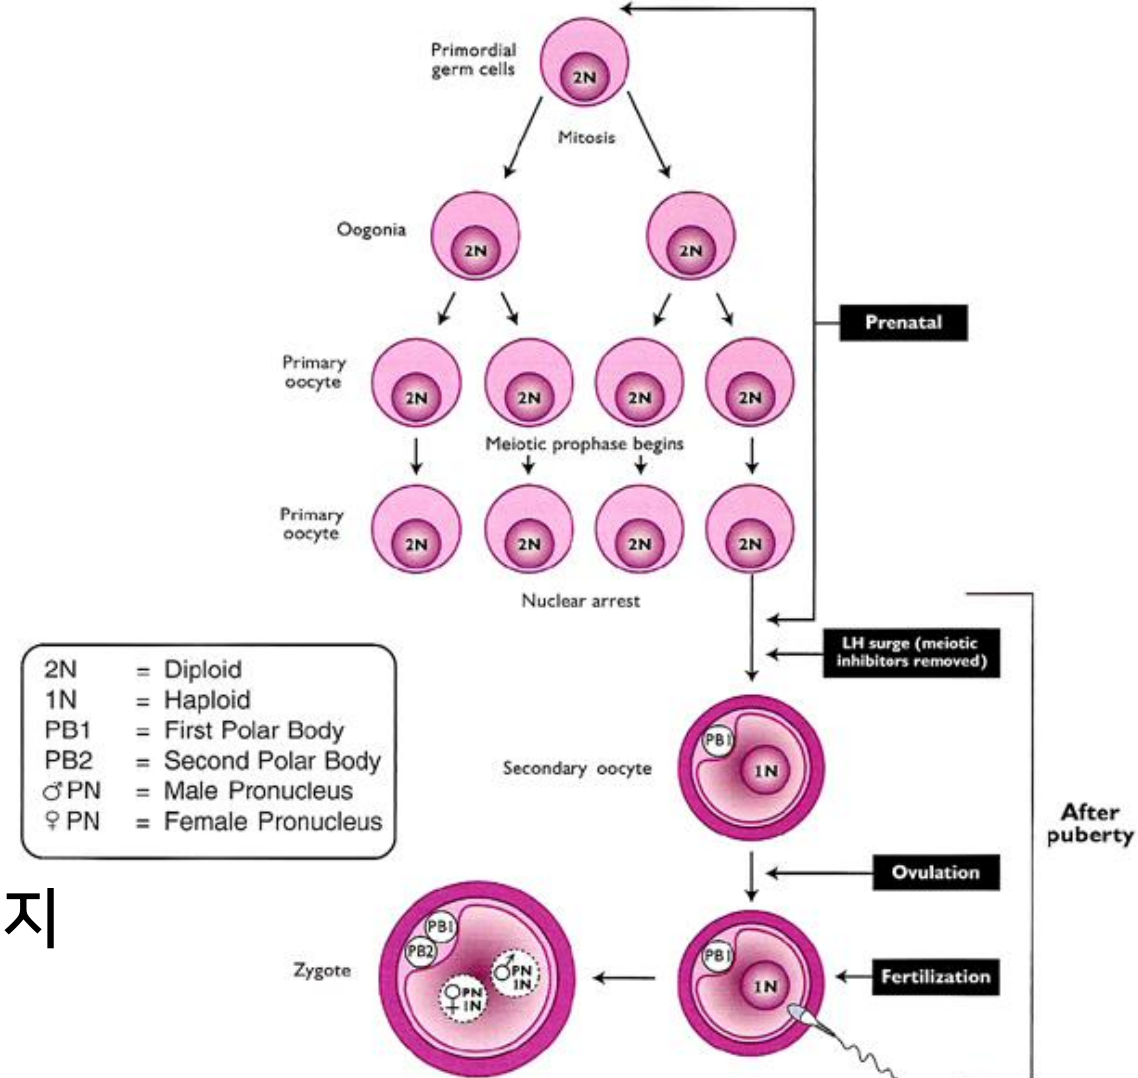 Primordial
germ cells
2N
Mitosis
Oogonia
2N
2N
Prenatal
Primary
oocyte
2N
2N
2N
2N
Meiotic prophase begins
Primary
oocyte
2N
2N
2N
2N
Nuclear arrest
LH surge (meiotic
inhibitors removed)
2N = Diploid
1N = Haploid
PB1 = First Polar Body
PB2 = Second Polar Body
♂ PN = Male Pronucleus
♀ PN = Female Pronucleus
PB1
1N
Secondary oocyte
After
puberty
Ovulation
지
PB1
PB2
♂PN
1N
♀PN
1N
Zygote
PB1
1N
Fertilization